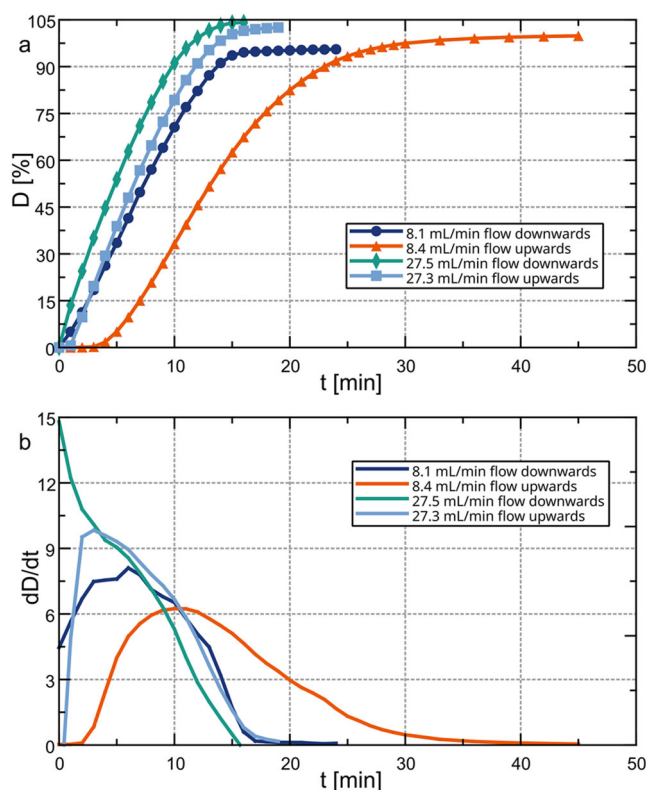 a
105
90
75
60
45
30
15
0
D [%]
8.1 mL/min flow downwards
8.4 mL/min flow upwards
27.5 mL/min flow downwards
27.3 mL/min flow upwards
0 10 20 30 40 50
t [min]
b
15
12
9
6
3
0
dD/dt
8.1 mL/min flow downwards
8.4 mL/min flow upwards
27.5 mL/min flow downwards
27.3 mL/min flow upwards
0 10 20 30 40 50
t [min]